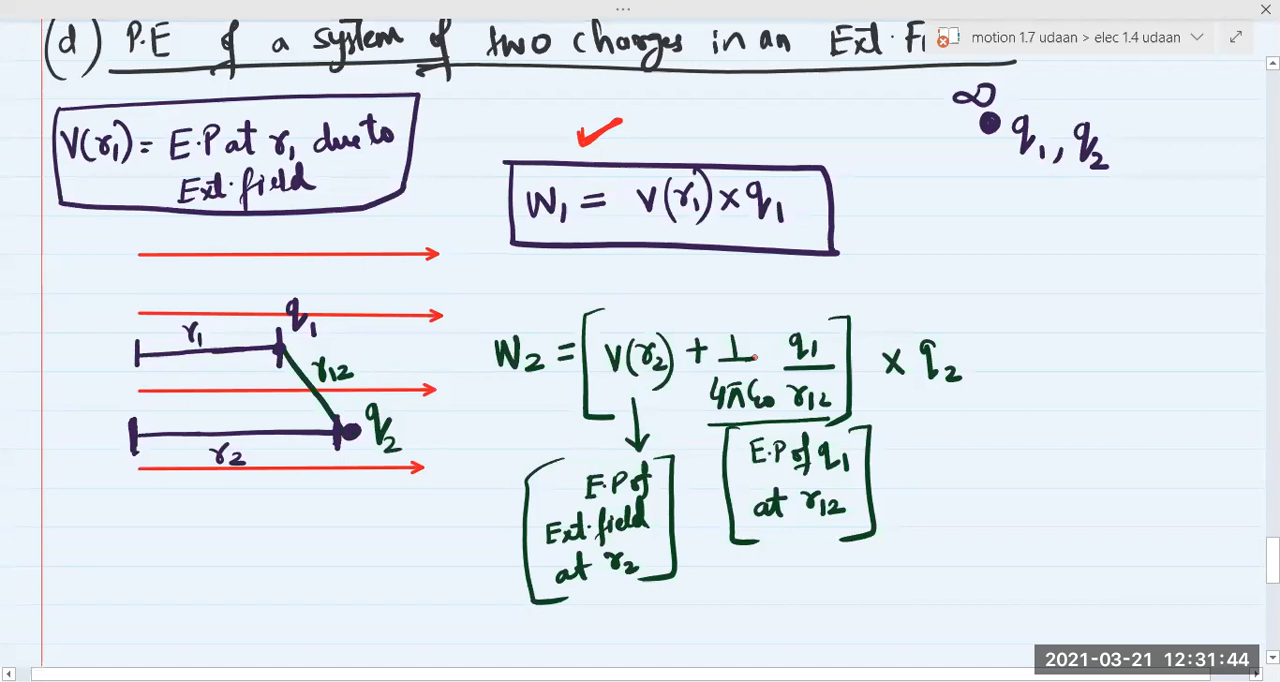 (d) P.E of a system of two charges in an Ext. F
motion 1.7 udaan > elec 1.4 udaan
∞
q₁, q₂
V(r₁) = E.P at r₁ due to
Ext. field
W₁ = V(r₁) × q₁
q₁
r₁
r₁₂
q₂
r₂
W₂ = [V(r₂) + 1/4πε₀ q₁/r₁₂] × q₂
[E.P of q₁
at r₁₂]
[E.P of
Ext. field
at r₂]
2021-03-21 12:31:44